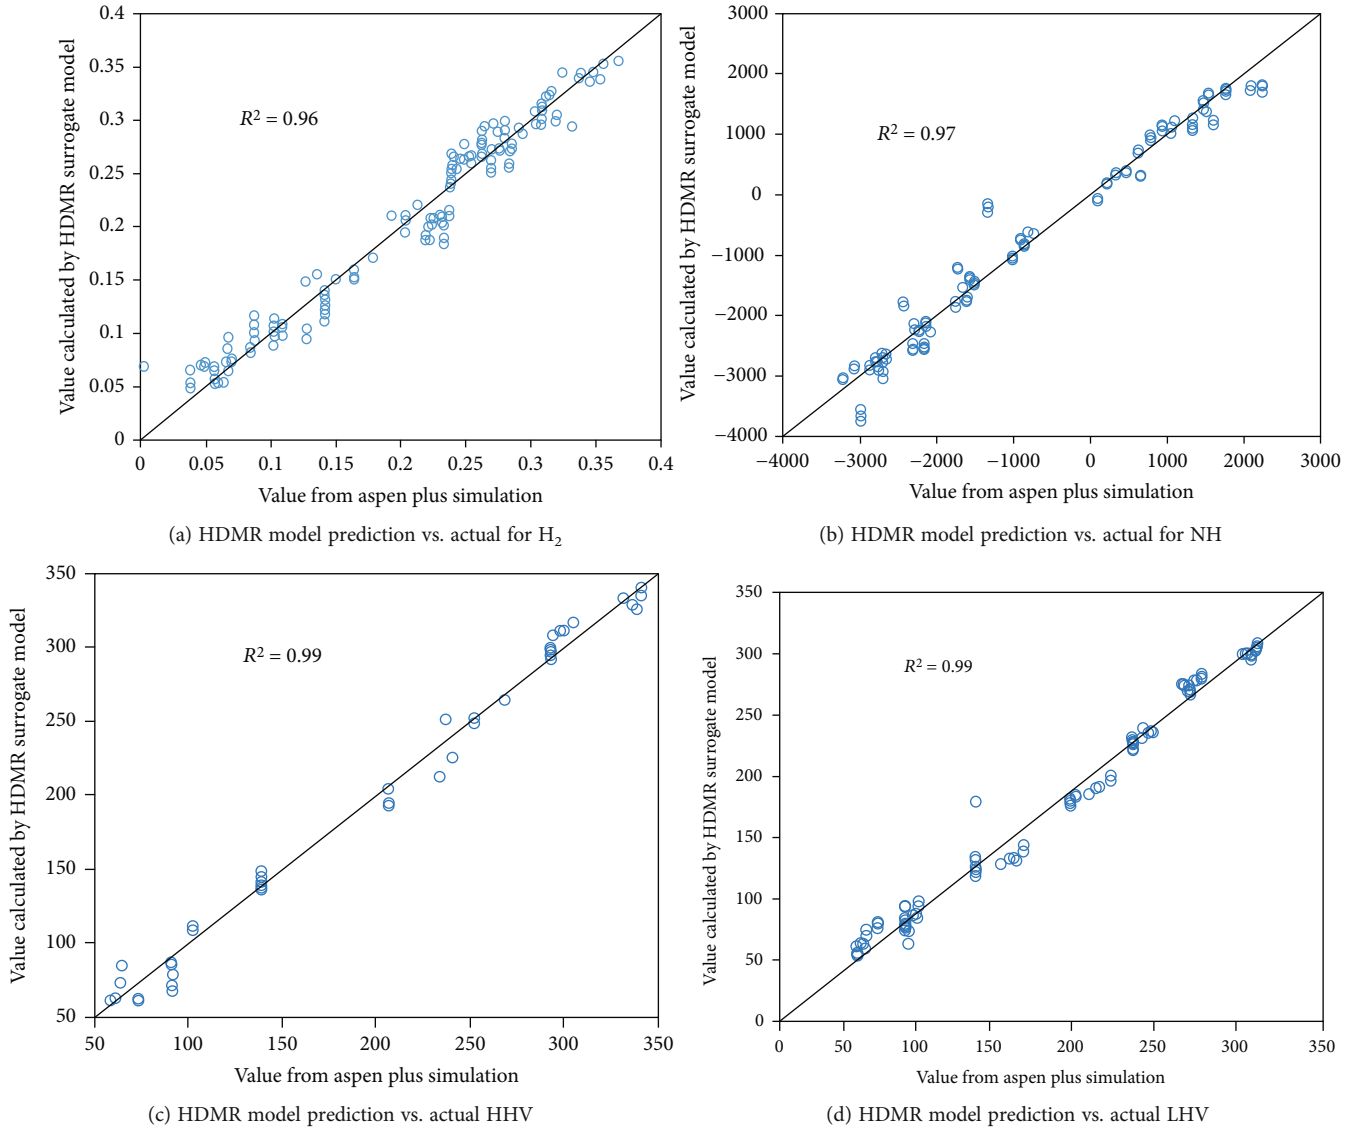 0.4
0.35
0.3
0.25
0.2
0.15
0.1
0.05
0
Value calculated by HDMR surrogate model
R² = 0.96
0 0.05 0.1 0.15 0.2 0.25 0.3 0.35 0.4
Value from aspen plus simulation
(a) HDMR model prediction vs. actual for H₂
3000
2000
1000
0
−1000
−2000
−3000
−4000
Value calculated by HDMR surrogate model
R² = 0.97
−4000 −3000 −2000 −1000 0 1000 2000 3000
Value from aspen plus simulation
(b) HDMR model prediction vs. actual for NH
350
300
250
200
150
100
50
Value calculated by HDMR surrogate model
R² = 0.99
50 100 150 200 250 300 350
Value from aspen plus simulation
(c) HDMR model prediction vs. actual HHV
350
300
250
200
150
100
50
0
Value calculated by HDMR surrogate model
R² = 0.99
0 50 100 150 200 250 300 350
Value from aspen plus simulation
(d) HDMR model prediction vs. actual LHV